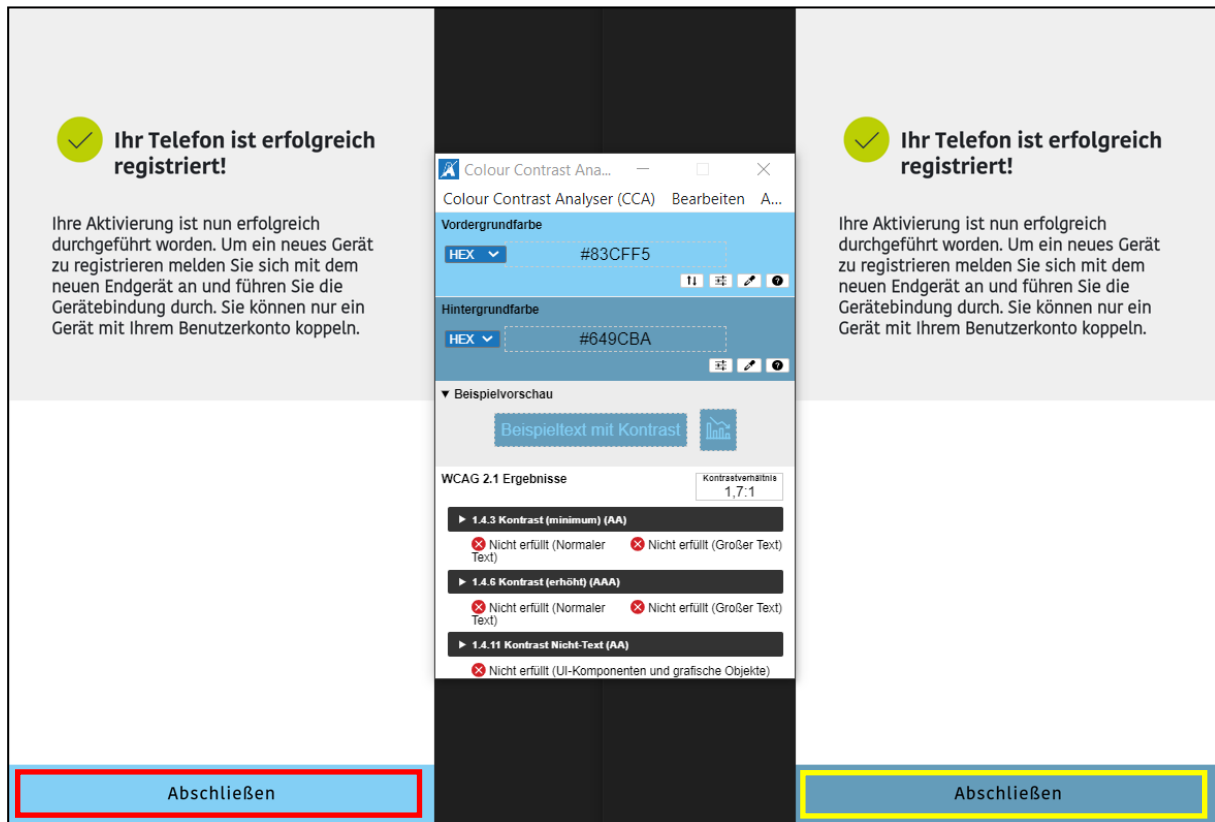 Ihr Telefon ist erfolgreich
registriert!
Ihre Aktivierung ist nun erfolgreich
durchgeführt worden. Um ein neues Gerät
zu registrieren melden Sie sich mit dem
neuen Endgerät an und führen Sie die
Gerätebindung durch. Sie können nur ein
Gerät mit Ihrem Benutzerkonto koppeln.
Abschließen
Colour Contrast Ana...
Colour Contrast Analyser (CCA) Bearbeiten A...
Vordergrundfarbe
HEX #83CFF5
Hintergrundfarbe
HEX #649CBA
Beispielvorschau
Beispieltext mit Kontrast
WCAG 2.1 Ergebnisse
Kontrastverhältnis
1,7:1
1.4.3 Kontrast (minimum) (AA)
Nicht erfüllt (Normaler
Text)
Nicht erfüllt (Großer Text)
1.4.6 Kontrast (erhöht) (AAA)
Nicht erfüllt (Normaler
Text)
Nicht erfüllt (Großer Text)
1.4.11 Kontrast Nicht-Text (AA)
Nicht erfüllt (UI-Komponenten und grafische Objekte)
Ihr Telefon ist erfolgreich
registriert!
Ihre Aktivierung ist nun erfolgreich
durchgeführt worden. Um ein neues Gerät
zu registrieren melden Sie sich mit dem
neuen Endgerät an und führen Sie die
Gerätebindung durch. Sie können nur ein
Gerät mit Ihrem Benutzerkonto koppeln.
Abschließen